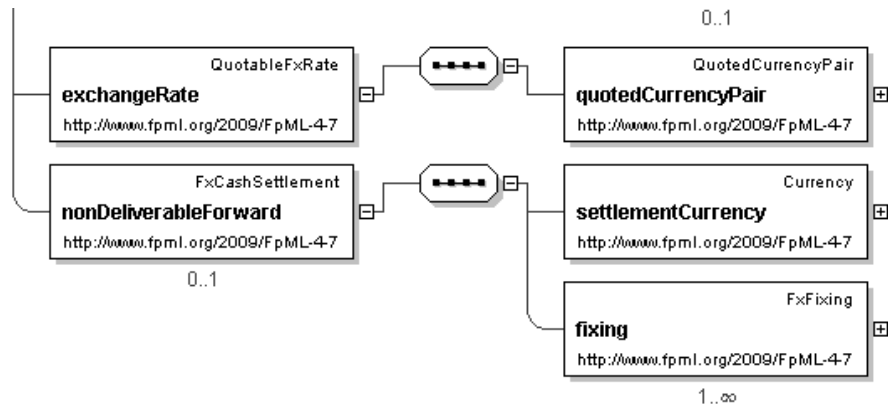 0..1
QuotableFxRate
exchangeRate
http://www.fpml.org/2009/FpML-4-7
QuotedCurrencyPair
quotedCurrencyPair
http://www.fpml.org/2009/FpML-4-7
FxCashSettlement
nonDeliverableForward
http://www.fpml.org/2009/FpML-4-7
0..1
Currency
settlementCurrency
http://www.fpml.org/2009/FpML-4-7
FxFixing
fixing
http://www.fpml.org/2009/FpML-4-7
1..∞